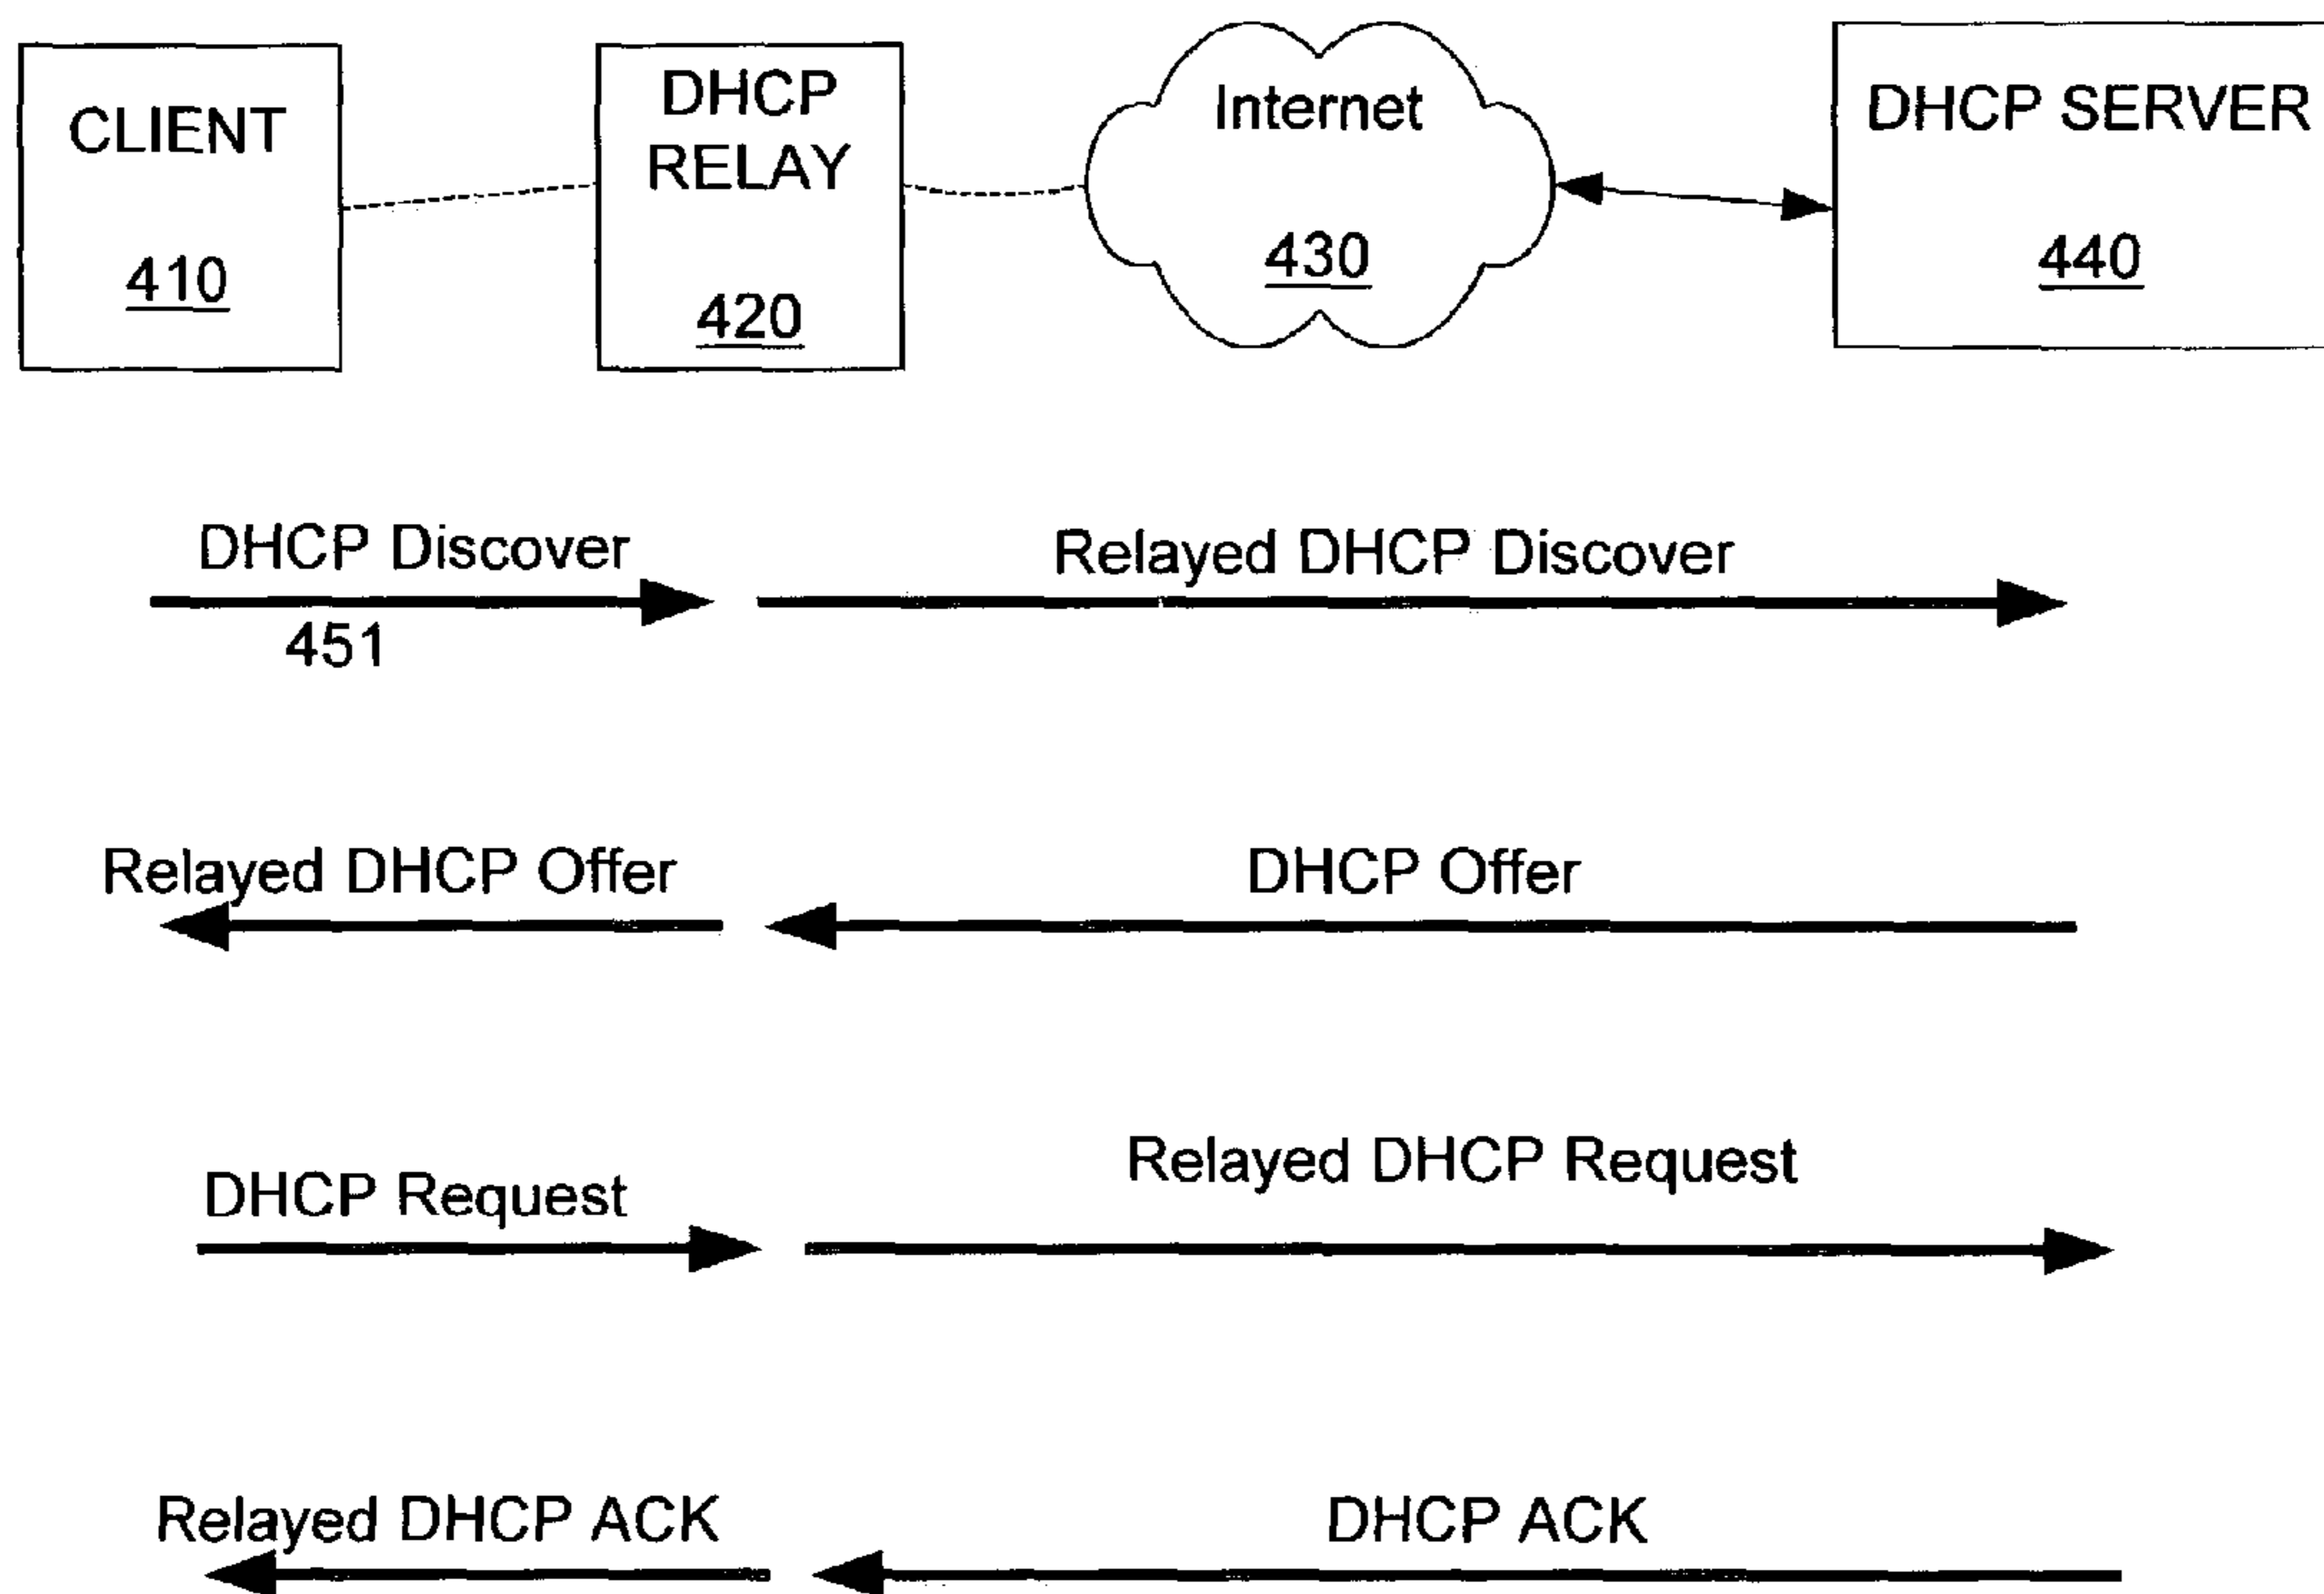 CLIENT
410
DHCP
RELAY
420
Internet
430
DHCP SERVER
440
DHCP Discover
451
Relayed DHCP Discover
Relayed DHCP Offer
DHCP Offer
DHCP Request
Relayed DHCP Request
Relayed DHCP ACK
DHCP ACK